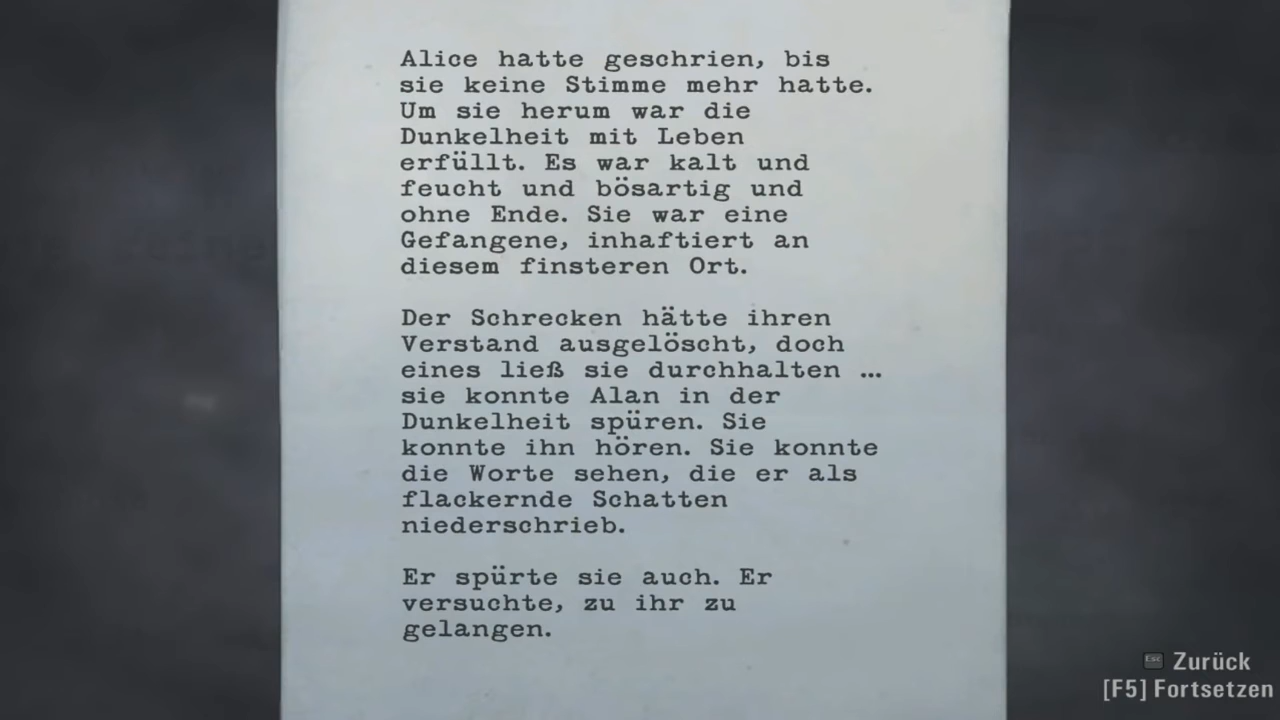 Alice hatte geschrien, bis
sie keine Stimme mehr hatte.
Um sie herum war die
Dunkelheit mit Leben
erfüllt. Es war kalt und
feucht und bösartig und
ohne Ende. Sie war eine
Gefangene, inhaftiert an
diesem finsteren Ort.
Der Schrecken hätte ihren
Verstand ausgelöscht, doch
eines ließ sie durchhalten ...
sie konnte Alan in der
Dunkelheit spüren. Sie
konnte ihn hören. Sie konnte
die Worte sehen, die er als
flackernde Schatten
niederschrieb.
Er spürte sie auch. Er
versuchte, zu ihr zu
gelangen.
Esc Zurück
[F5] Fortsetzen